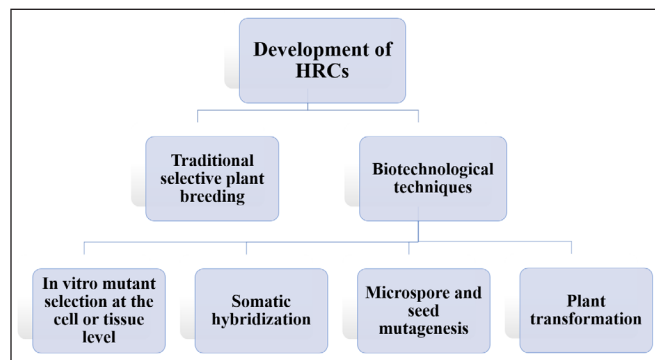 Development of
HRCs
Traditional
selective plant
breeding
Biotechnological
techniques
In vitro mutant
selection at the
cell or tissue
level
Somatic
hybridization
Microspore and
seed
mutagenesis
Plant
transformation